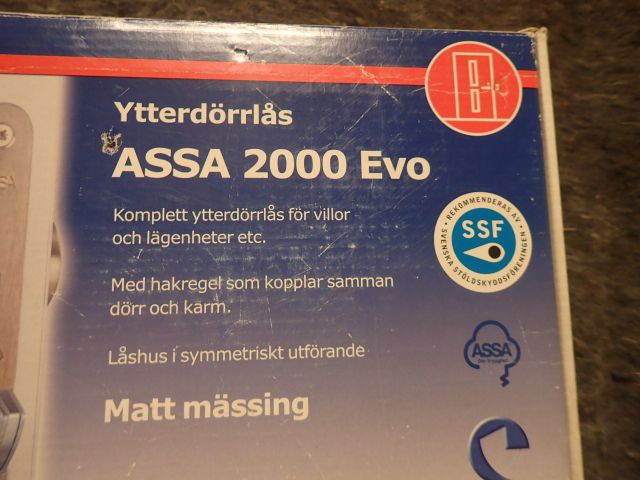 Ytterdörrlås
ASSA 2000 Evo
Komplett ytterdörrlås för villor
och lägenheter etc.
Med hakregel som kopplar samman
dörr och karm.
Låshus i symmetriskt utförande
Matt mässing
REKOMMENDERAS AV
SSF
SVENSKA STÖLDSKYDDSFÖRENINGEN
ASSA